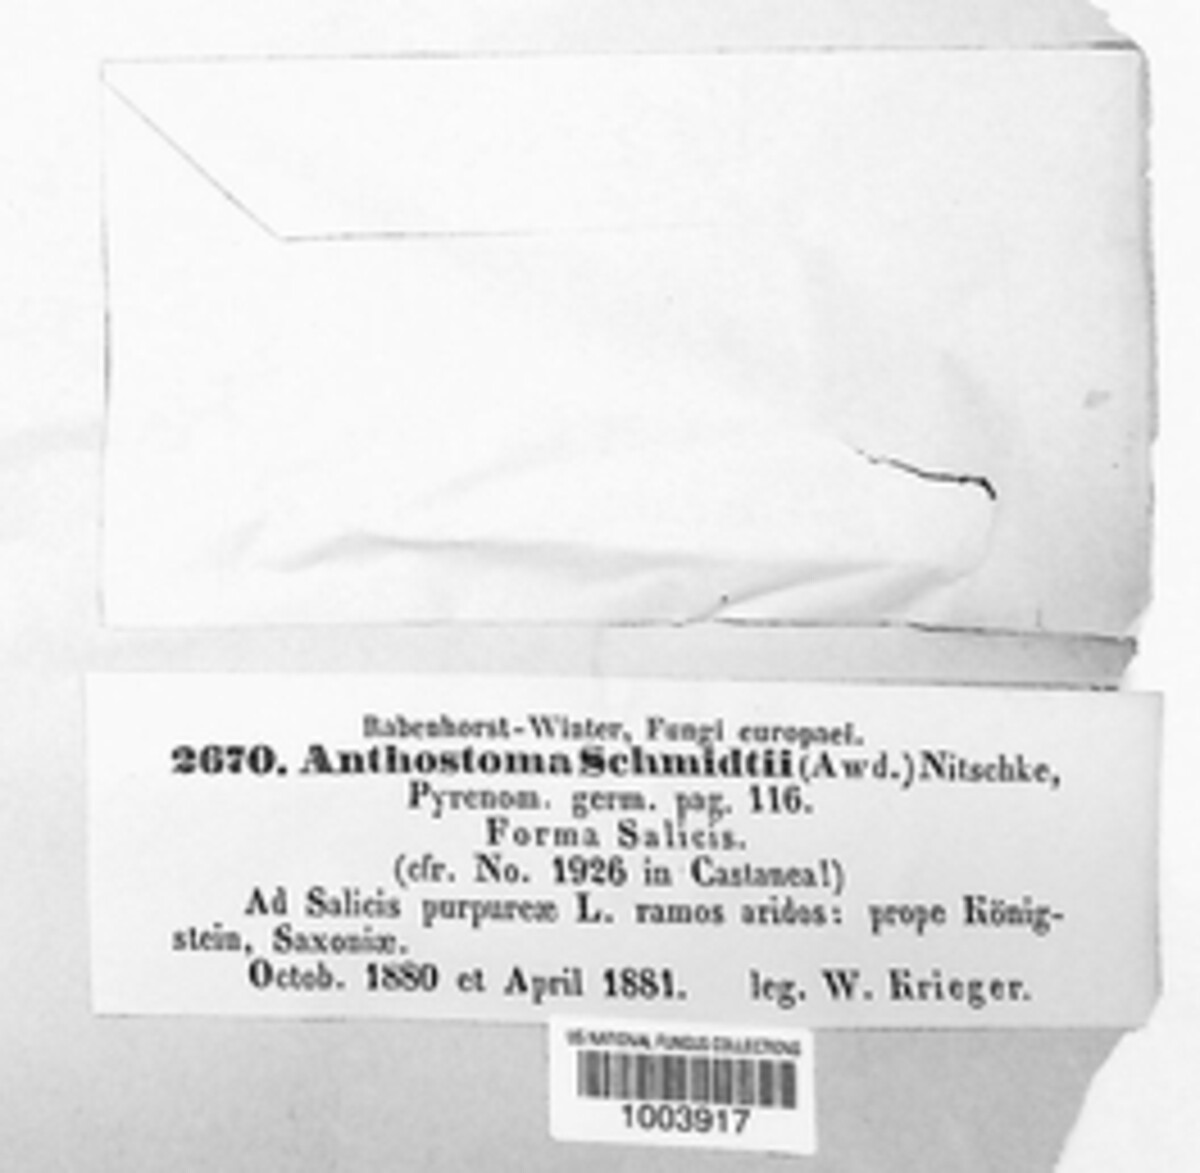 Rabenhorst-Winter, Fungi europaei.
2670. Anthostoma Schmidtii (Awd.) Nitschke,
Pyrenom. germ. pag. 116.
Forma Salicis.
(cfr. No. 1926 in Castanea!)
Ad Salicis purpureæ L. ramos aridos: prope König-
stein, Saxoniæ.
Octob. 1880 et April 1881. leg. W. Krieger.
US NATIONAL FUNGUS COLLECTIONS
1003917